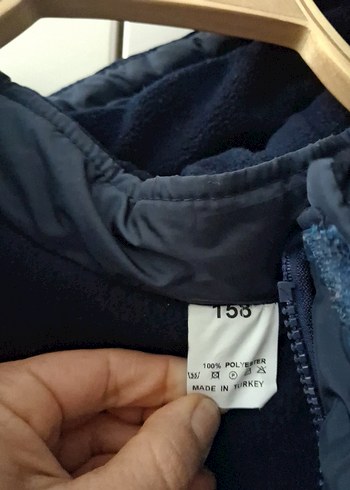 158
100% POLYESTER
MADE IN TURKEY